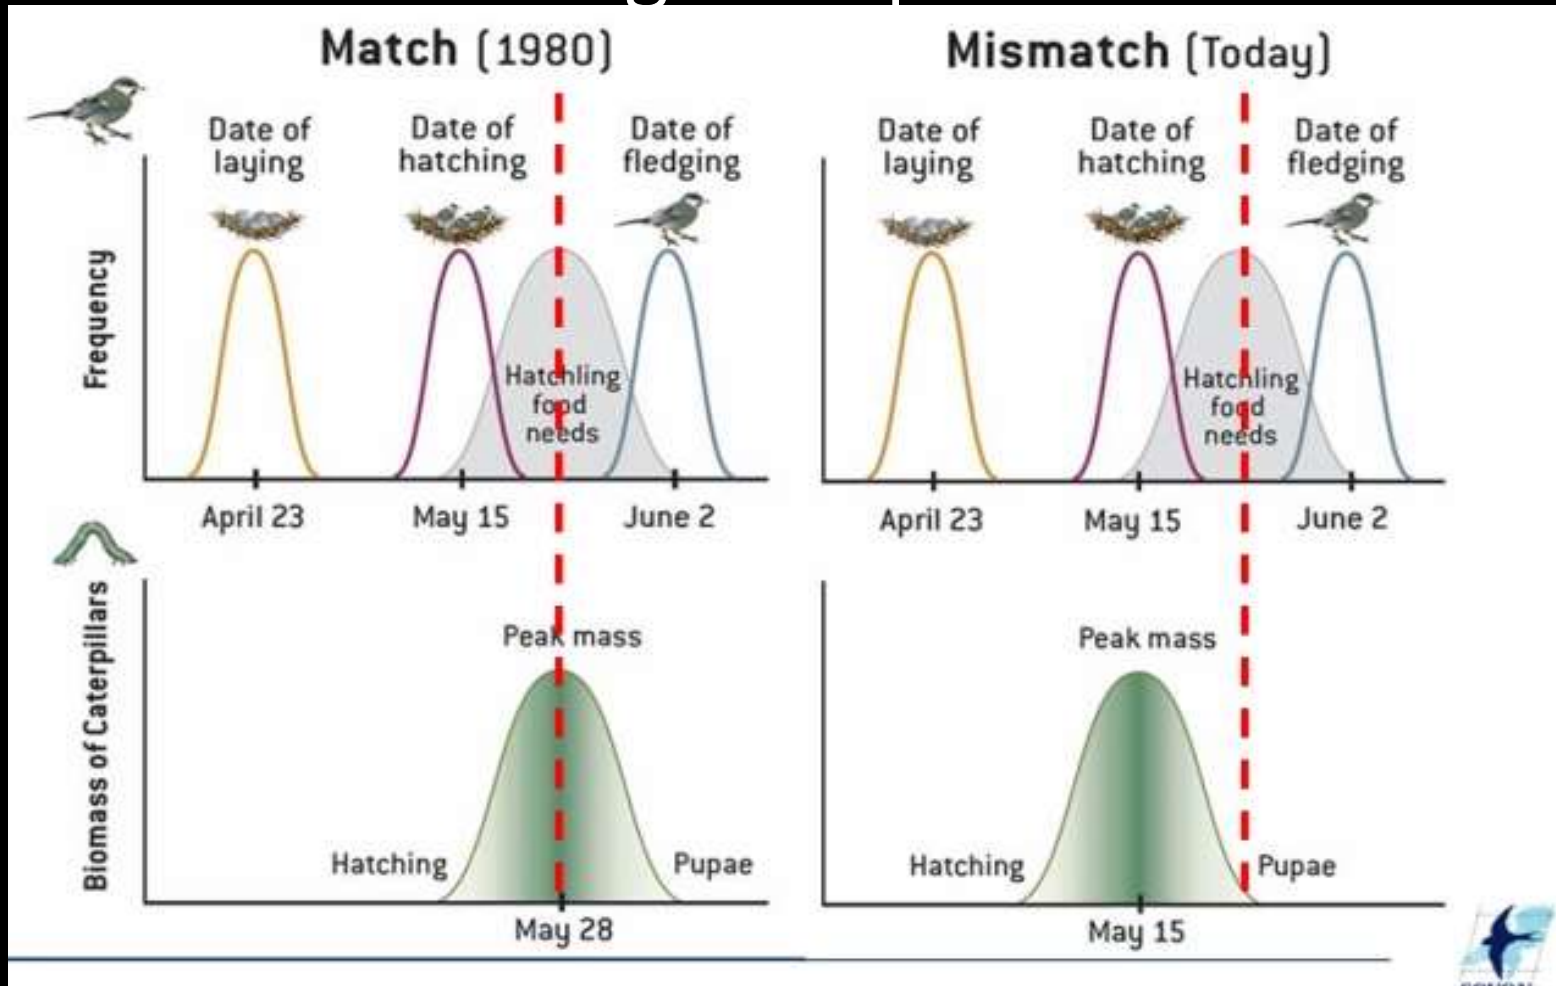 Match (1980)
Mismatch (Today)
Date of
laying
Date of
hatching
Date of
fledging
Date of
laying
Date of
hatching
Date of
fledging
Frequency
Hatchling
food
needs
Hatchling
food
needs
April 23
May 15
June 2
April 23
May 15
June 2
Biomass of Caterpillars
Peak mass
Peak mass
Hatching
Pupae
Hatching
Pupae
May 28
May 15